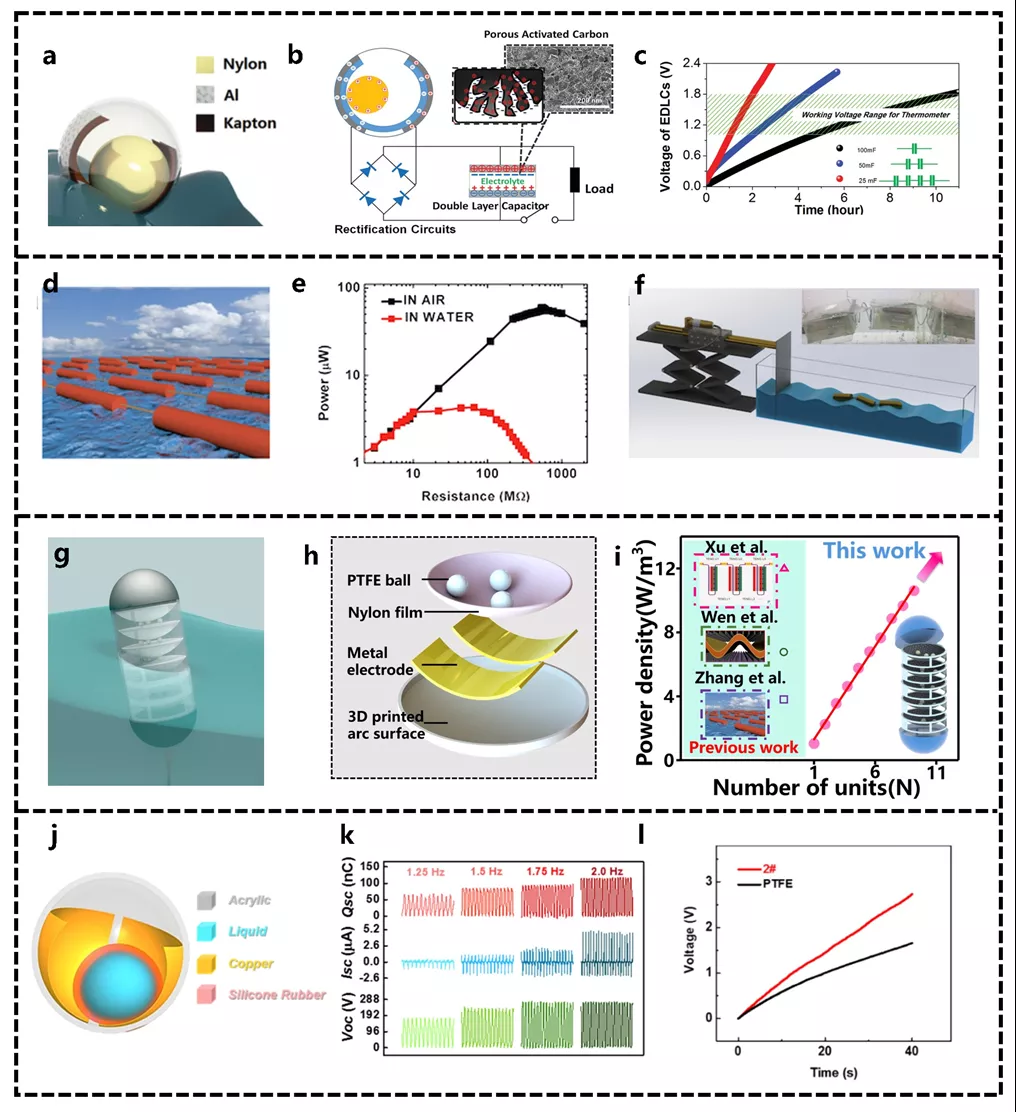 a
Nylon
Al
Kapton
b
Porous Activated Carbon
200 nm
Electrolyte
Double Layer Capacitor
Load
Rectification Circuits
c
Voltage of EDLCs (V)
2.4
1.8
1.2
0.6
0.0
Working Voltage Range for Thermometer
100mF
50mF
25 mF
0 2 4 6 8 10
Time (hour)
d
e
Power (μW)
100
10
1
IN AIR
IN WATER
10 100 1000
Resistance (MΩ)
f
g
h
PTFE ball
Nylon film
Metal
electrode
3D printed
arc surface
i
Power density(W/m³)
12
8
4
0
Xu et al.
Wen et al.
Zhang et al.
Previous work
This work
1 6 11
Number of units(N)
j
Acrylic
Liquid
Copper
Silicone Rubber
k
Qsc (nC)
150
100
50
0
1.25 Hz 1.5 Hz 1.75 Hz 2.0 Hz
Isc (μA)
5.2
2.6
0.0
-2.6
Voc (V)
288
192
96
0
l
Voltage (V)
3
2
1
0
2#
PTFE
0 20 40
Time (s)